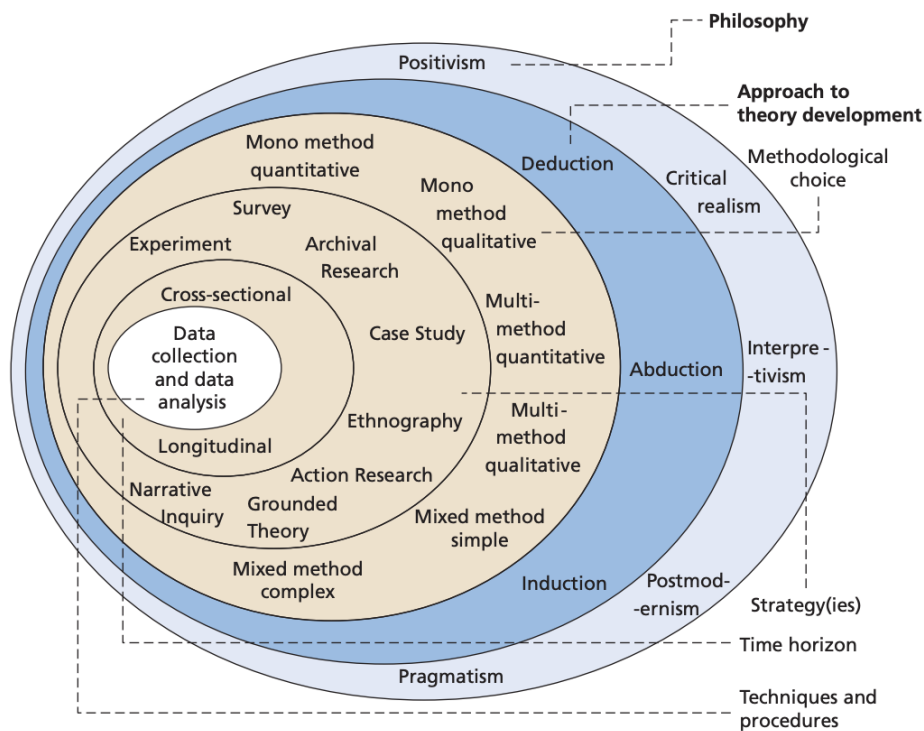 Philosophy
Positivism
Approach to
theory development
Mono method
quantitative
Deduction
Methodological
choice
Mono
method
qualitative
Critical
realism
Survey
Experiment
Archival
Research
Cross-sectional
Multi-
method
quantitative
Data
collection
and data
analysis
Case Study
Abduction
Interpre -
-tivism
Ethnography
Multi-
method
qualitative
Longitudinal
Action Research
Narrative
Inquiry
Grounded
Theory
Mixed method
simple
Mixed method
complex
Induction
Postmod-
-ernism
Strategy(ies)
Time horizon
Pragmatism
Techniques and
procedures